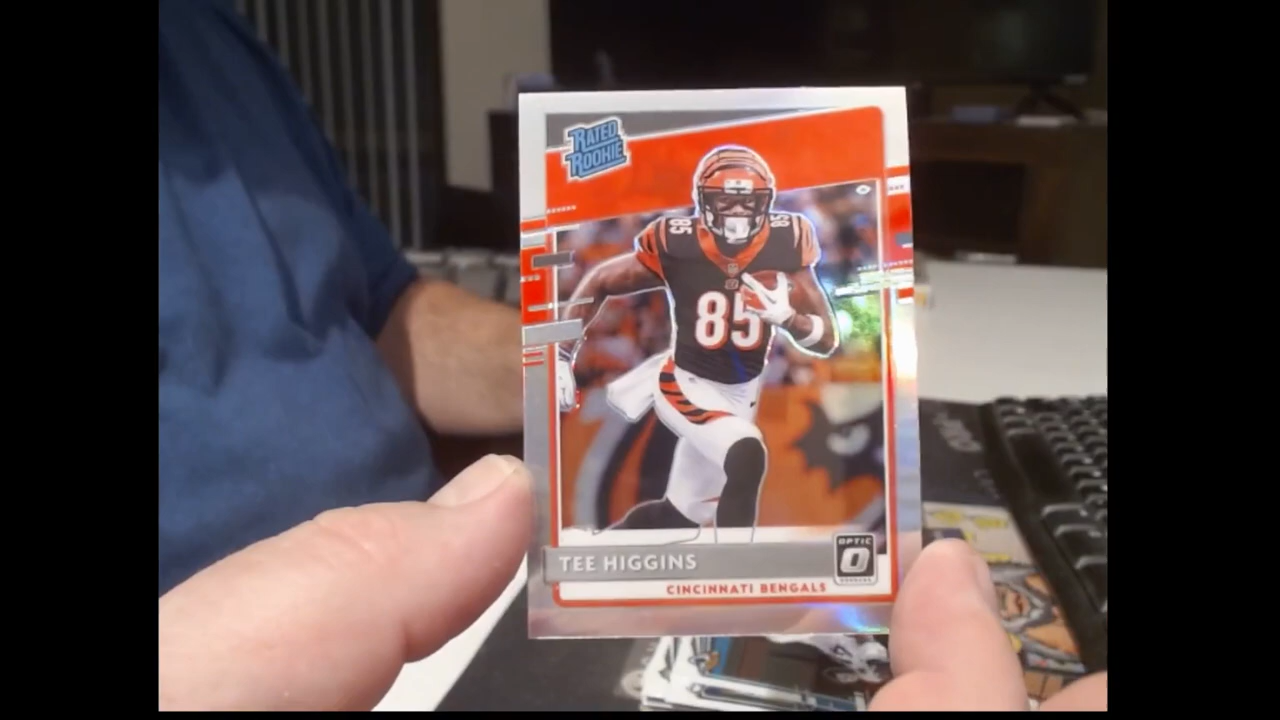 RATED
ROOKIE
85
85
85
TEE HIGGINS
OPTIC
CINCINNATI BENGALS